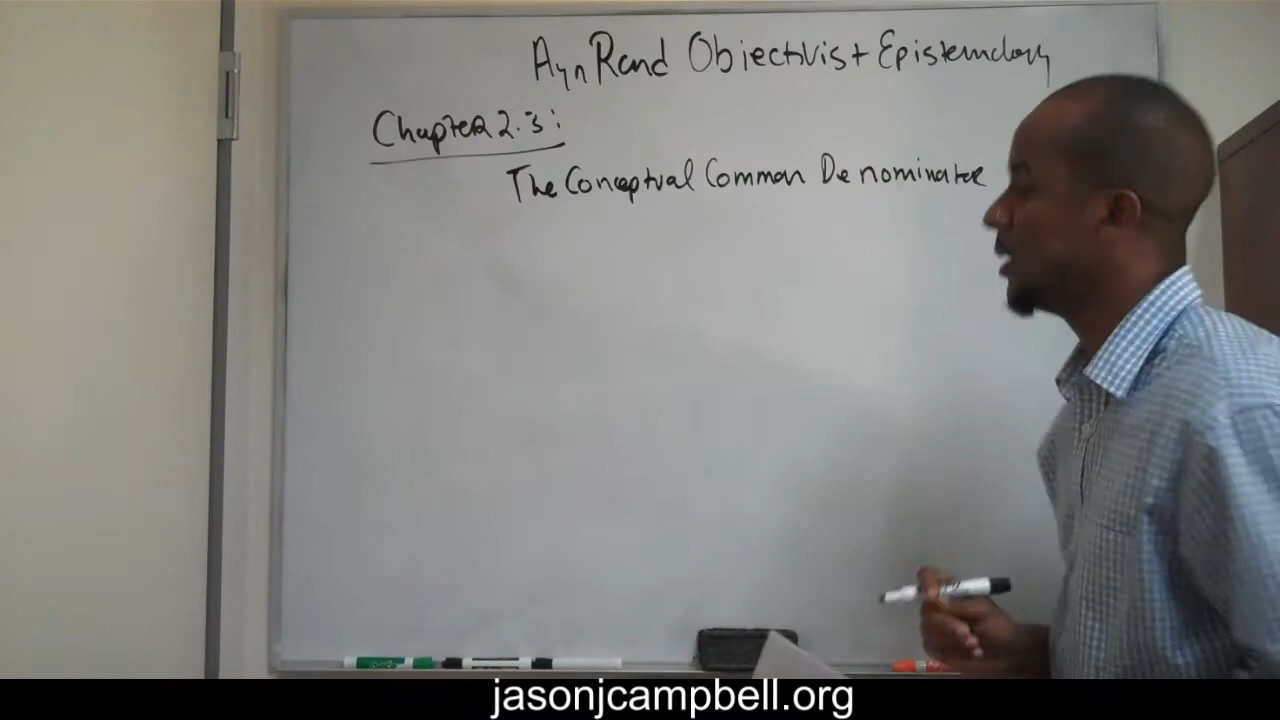 Ayn Rand Objectivist Epistemology
Chapter 2.3:
The Conceptual Common Denominator
jasonjcampbell.org